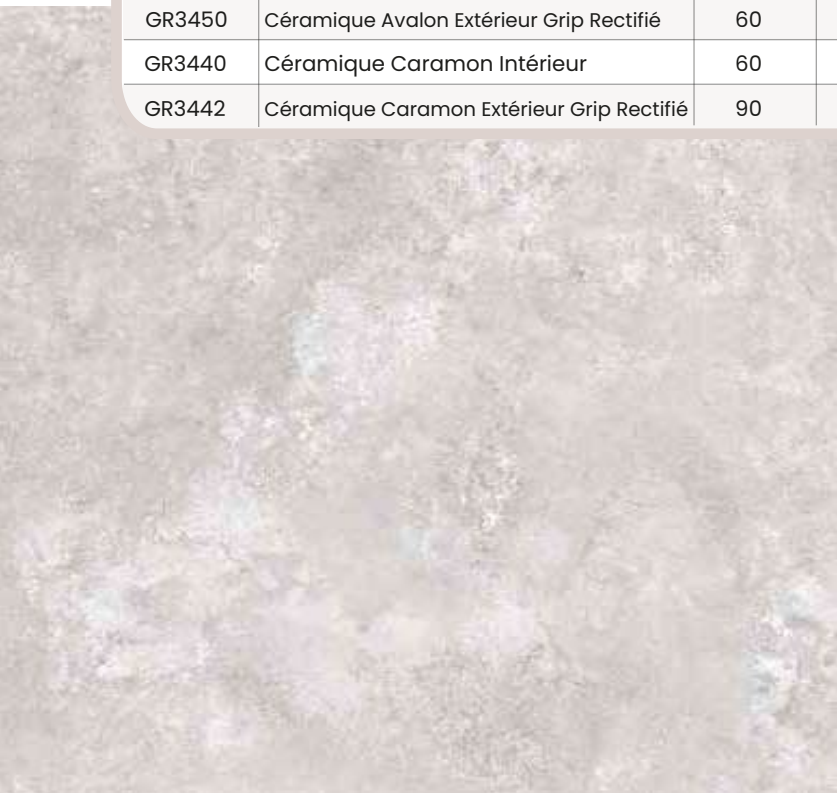 GR3450 Céramique Avalon Extérieur Grip Rectifié 60
GR3440 Céramique Caramon Intérieur 60
GR3442 Céramique Caramon Extérieur Grip Rectifié 90